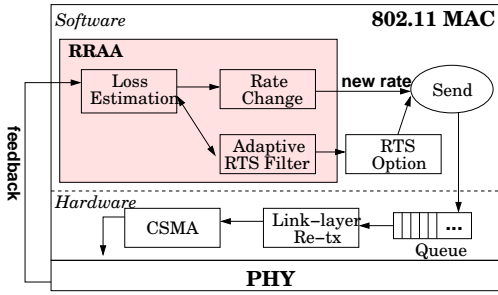 Software
802.11 MAC
RRAA
Loss
Estimation
Rate
Change
new rate
Send
Adaptive
RTS Filter
RTS
Option
feedback
Hardware
CSMA
Link-layer
Re-tx
...
Queue
PHY